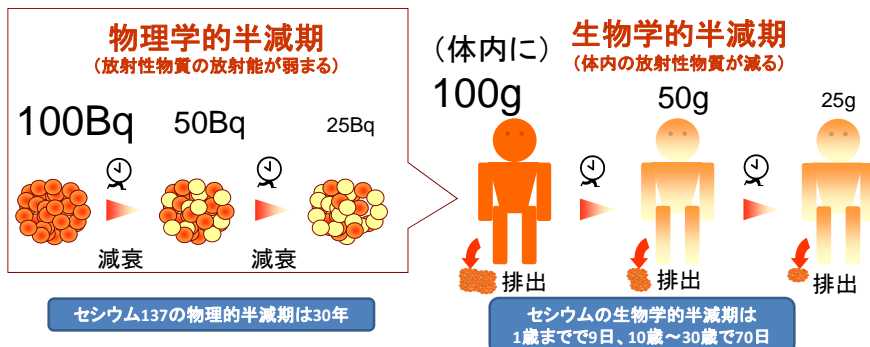 物理学的半減期
（放射性物質の放射能が弱まる）
100Bq
50Bq
25Bq
減衰
減衰
セシウム137の物理的半減期は30年
生物学的半減期
（体内の放射性物質が減る）
（体内に）
100g
50g
25g
排出
排出
排出
セシウムの生物学的半減期は
1歳までで9日、10歳～30歳で70日